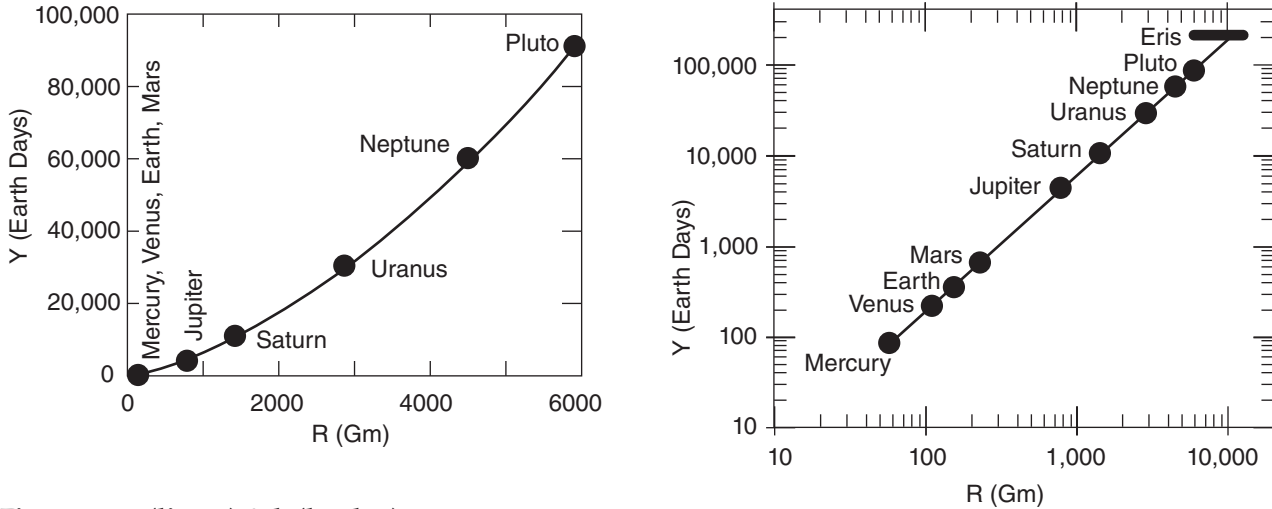 100,000
80,000
60,000
40,000
20,000
0
Y (Earth Days)
Mercury, Venus, Earth, Mars
Jupiter
Saturn
Uranus
Neptune
Pluto
0 2000 4000 6000
R (Gm)
100,000
10,000
1,000
100
10
Y (Earth Days)
Eris
Pluto
Neptune
Uranus
Saturn
Jupiter
Mars
Earth
Venus
Mercury
10 100 1,000 10,000
R (Gm)